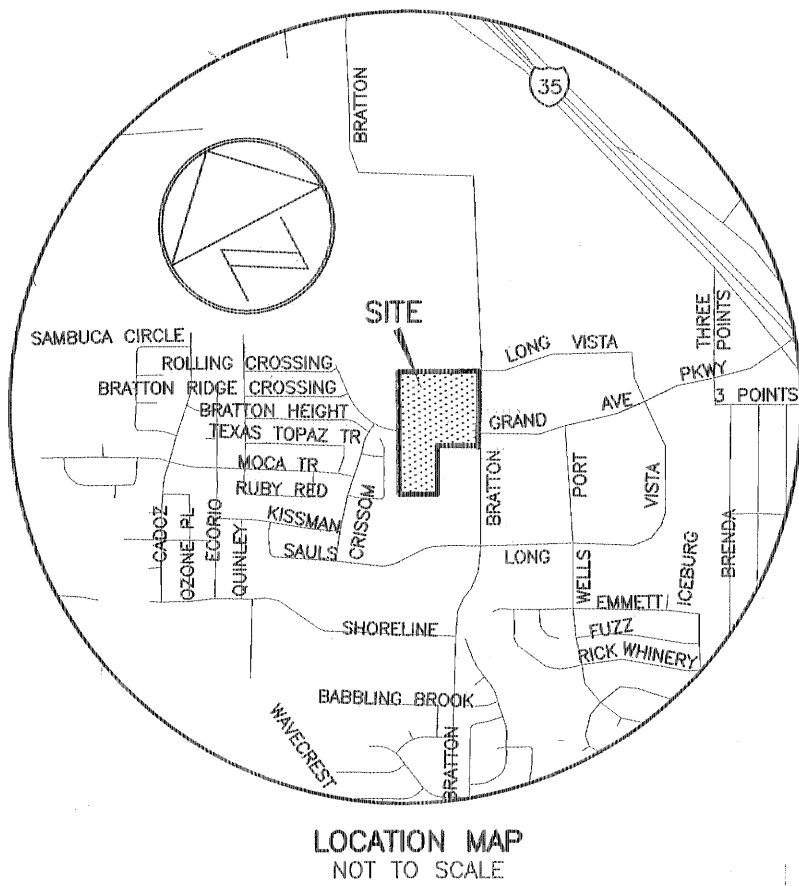 35
BRATTON
SITE
THREE
POINTS
SAMBUCA CIRCLE
LONG VISTA
ROLLING CROSSING
PKWY
BRATTON RIDGE CROSSING
3 POINTS
AVE
BRATTON HEIGHT
GRAND
TEXAS TOPAZ TR
MOCA TR
RUBY RED
BRATTON
PORT
VISTA
KISSMAN
CRISSOM
CADOZ
OZONE PL
ECORIO
QUINLEY
SAULS
LONG
WELLS
ICEBURG
BRENDA
EMMETT
SHORELINE
FUZZ
RICK WHINERY
BABBLING BROOK
WAVECREST
BRATTON
LOCATION MAP
NOT TO SCALE